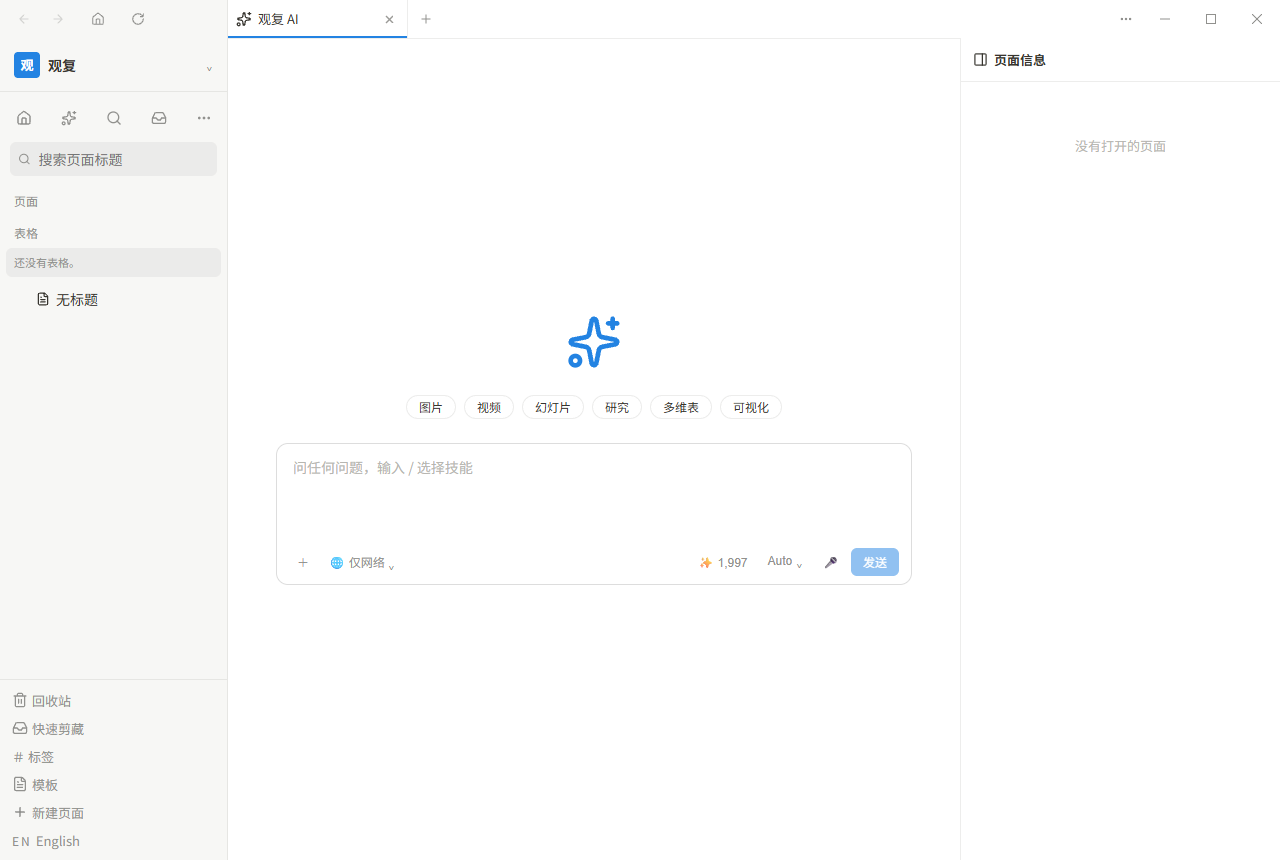 观复 AI
观 观复
搜索页面标题
页面
表格
还没有表格。
无标题
回收站
快速剪藏
# 标签
模板
新建页面
EN English
图片 视频 幻灯片 研究 多维表 可视化
问任何问题，输入 / 选择技能
仅网络 1,997 Auto 发送
页面信息
没有打开的页面